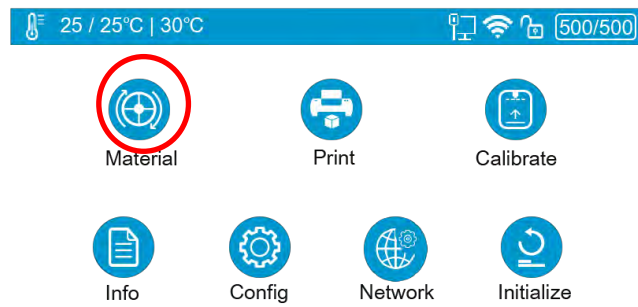 25 / 25°C | 30°C 500/500
Material Print Calibrate
Info Config Network Initialize